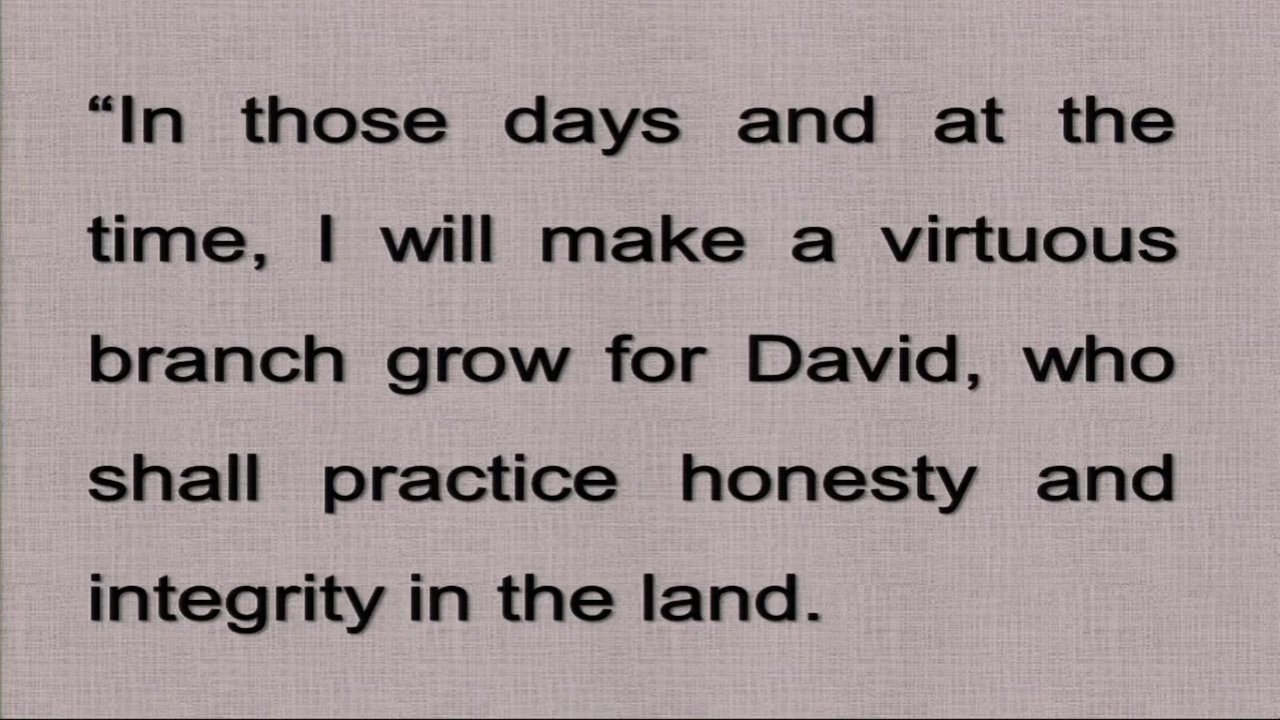 “In those days and at the
time, I will make a virtuous
branch grow for David, who
shall practice honesty and
integrity in the land.